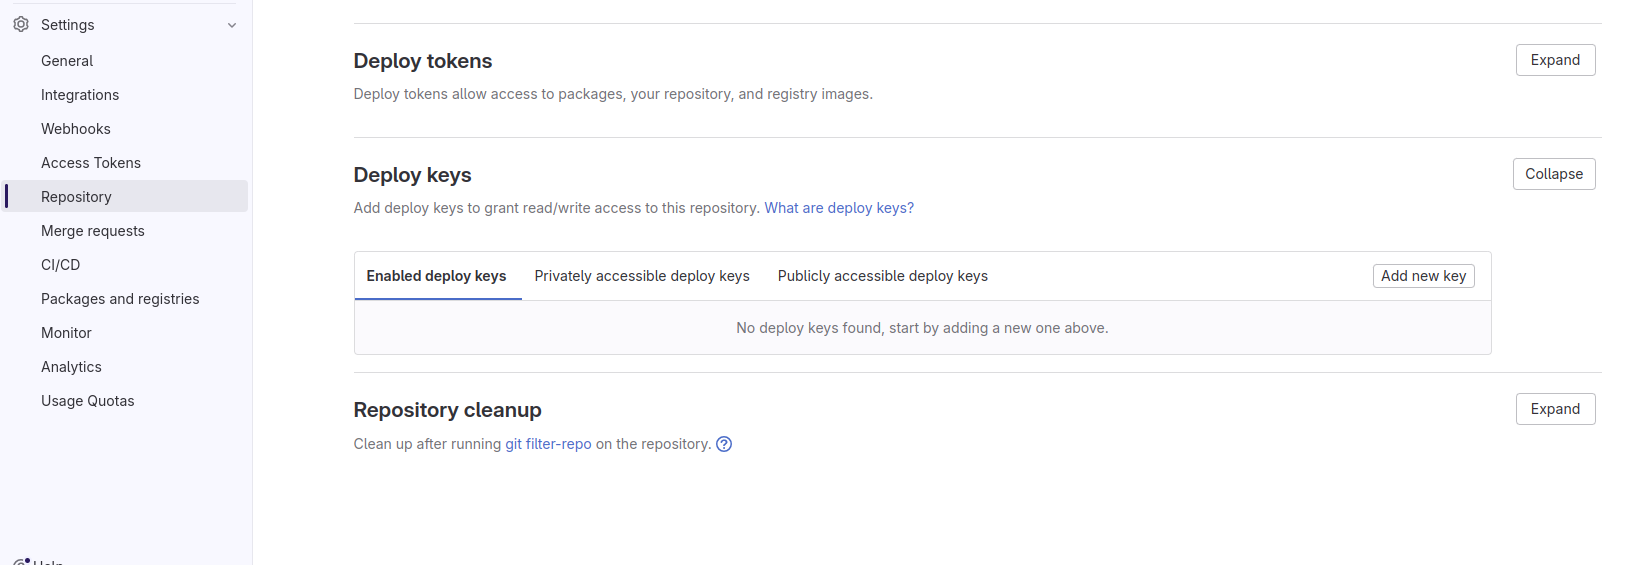 Settings
General
Integrations
Webhooks
Access Tokens
Repository
Merge requests
CI/CD
Packages and registries
Monitor
Analytics
Usage Quotas
Help
Deploy tokens
Expand
Deploy tokens allow access to packages, your repository, and registry images.
Deploy keys
Collapse
Add deploy keys to grant read/write access to this repository. What are deploy keys?
Enabled deploy keys Privately accessible deploy keys Publicly accessible deploy keys Add new key
No deploy keys found, start by adding a new one above.
Repository cleanup
Expand
Clean up after running git filter-repo on the repository.